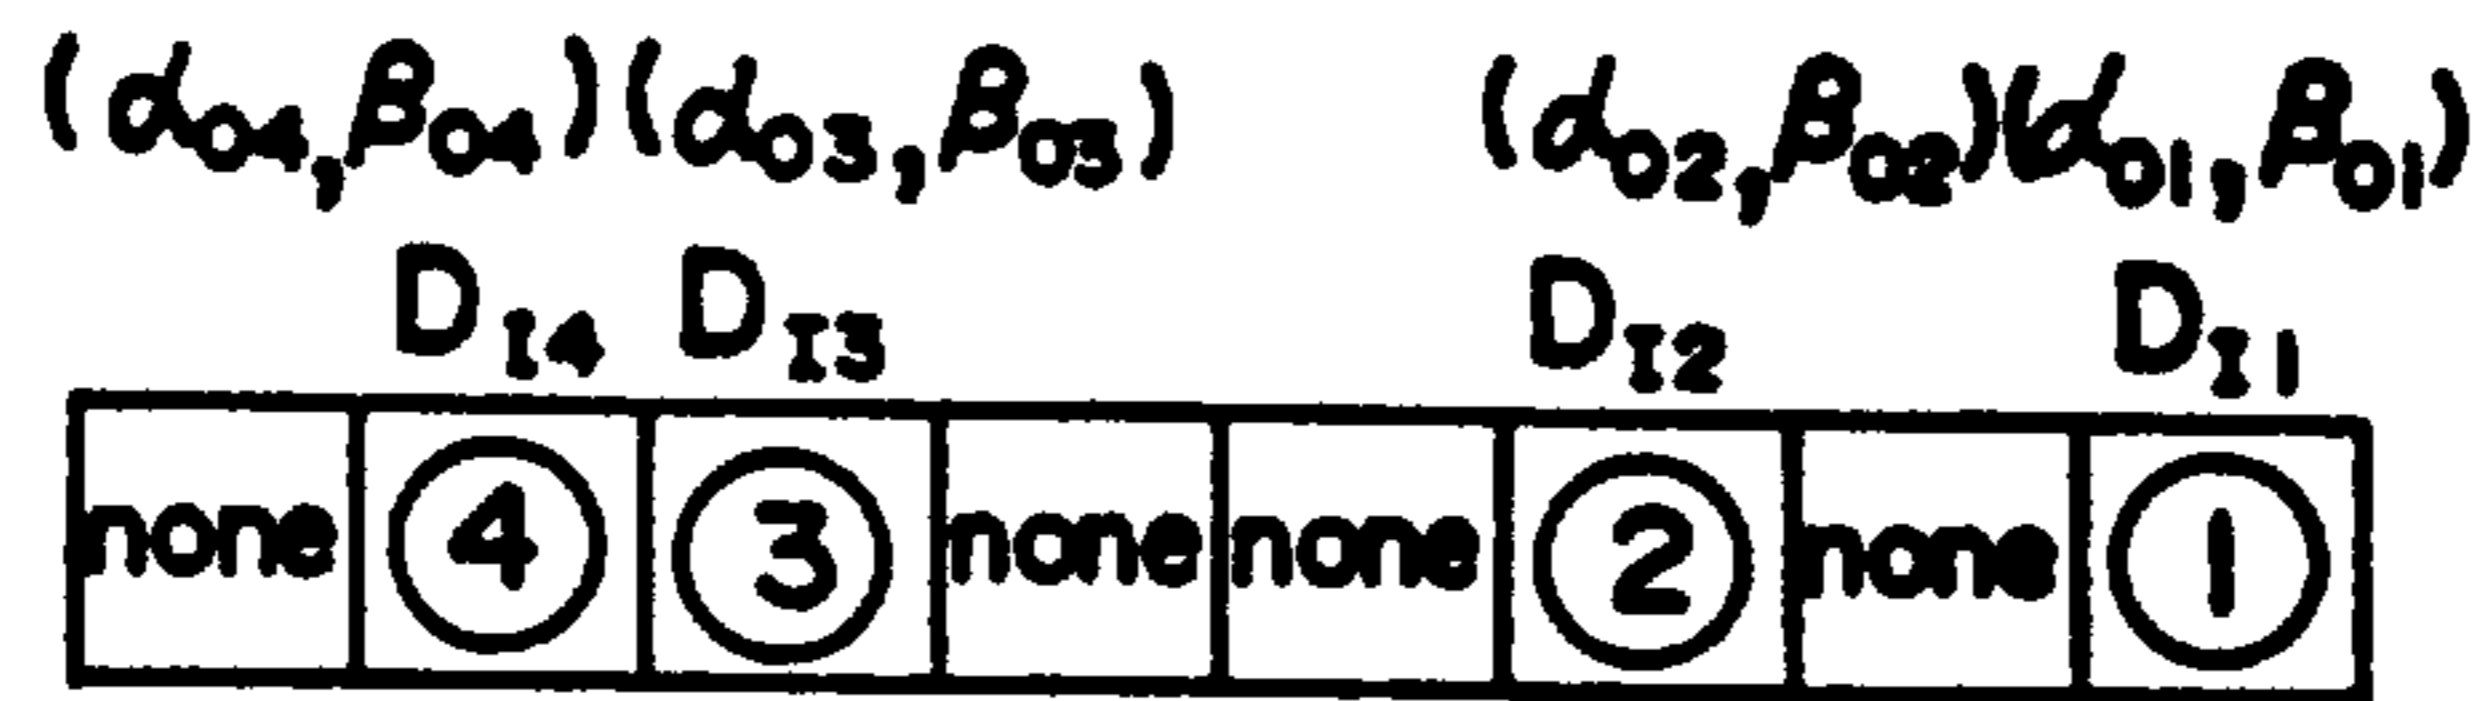 (α04,β04)(α03,β03) (α02,β02)(α01,β01)
DI4 DI3 DI2 DI1
none 4 3 none none 2 none 1